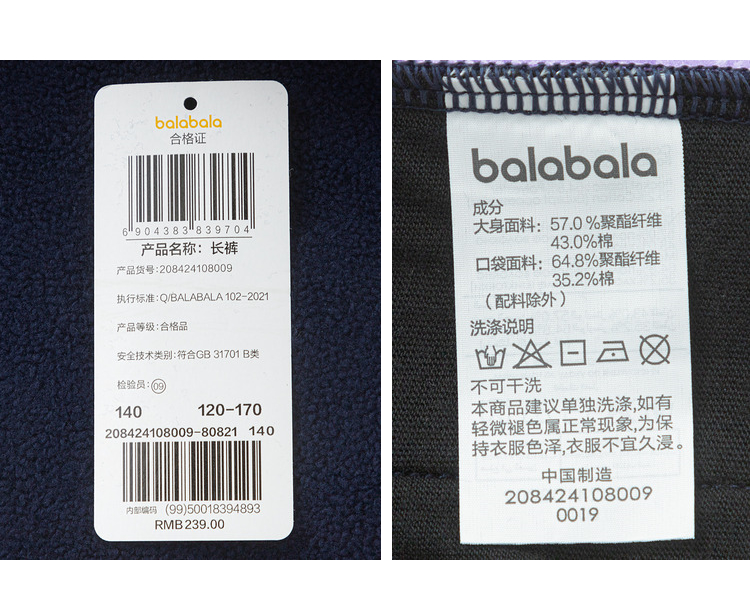 balabala
合格证
6 904383 839704
产品名称：长裤
产品货号：208424108009
执行标准：Q/BALABALA 102-2021
产品等级：合格品
安全技术类别：符合GB 31701 B类
检验员：09
140 120-170
208424108009-80821 140
内部编码 (99)50018394893
RMB239.00
balabala
成分
大身面料：57.0%聚酯纤维
43.0%棉
口袋面料：64.8%聚酯纤维
35.2%棉
（配料除外）
洗涤说明
不可干洗
本商品建议单独洗涤,如有
轻微褪色属正常现象,为保
持衣服色泽,衣服不宜久浸。
中国制造
208424108009
0019